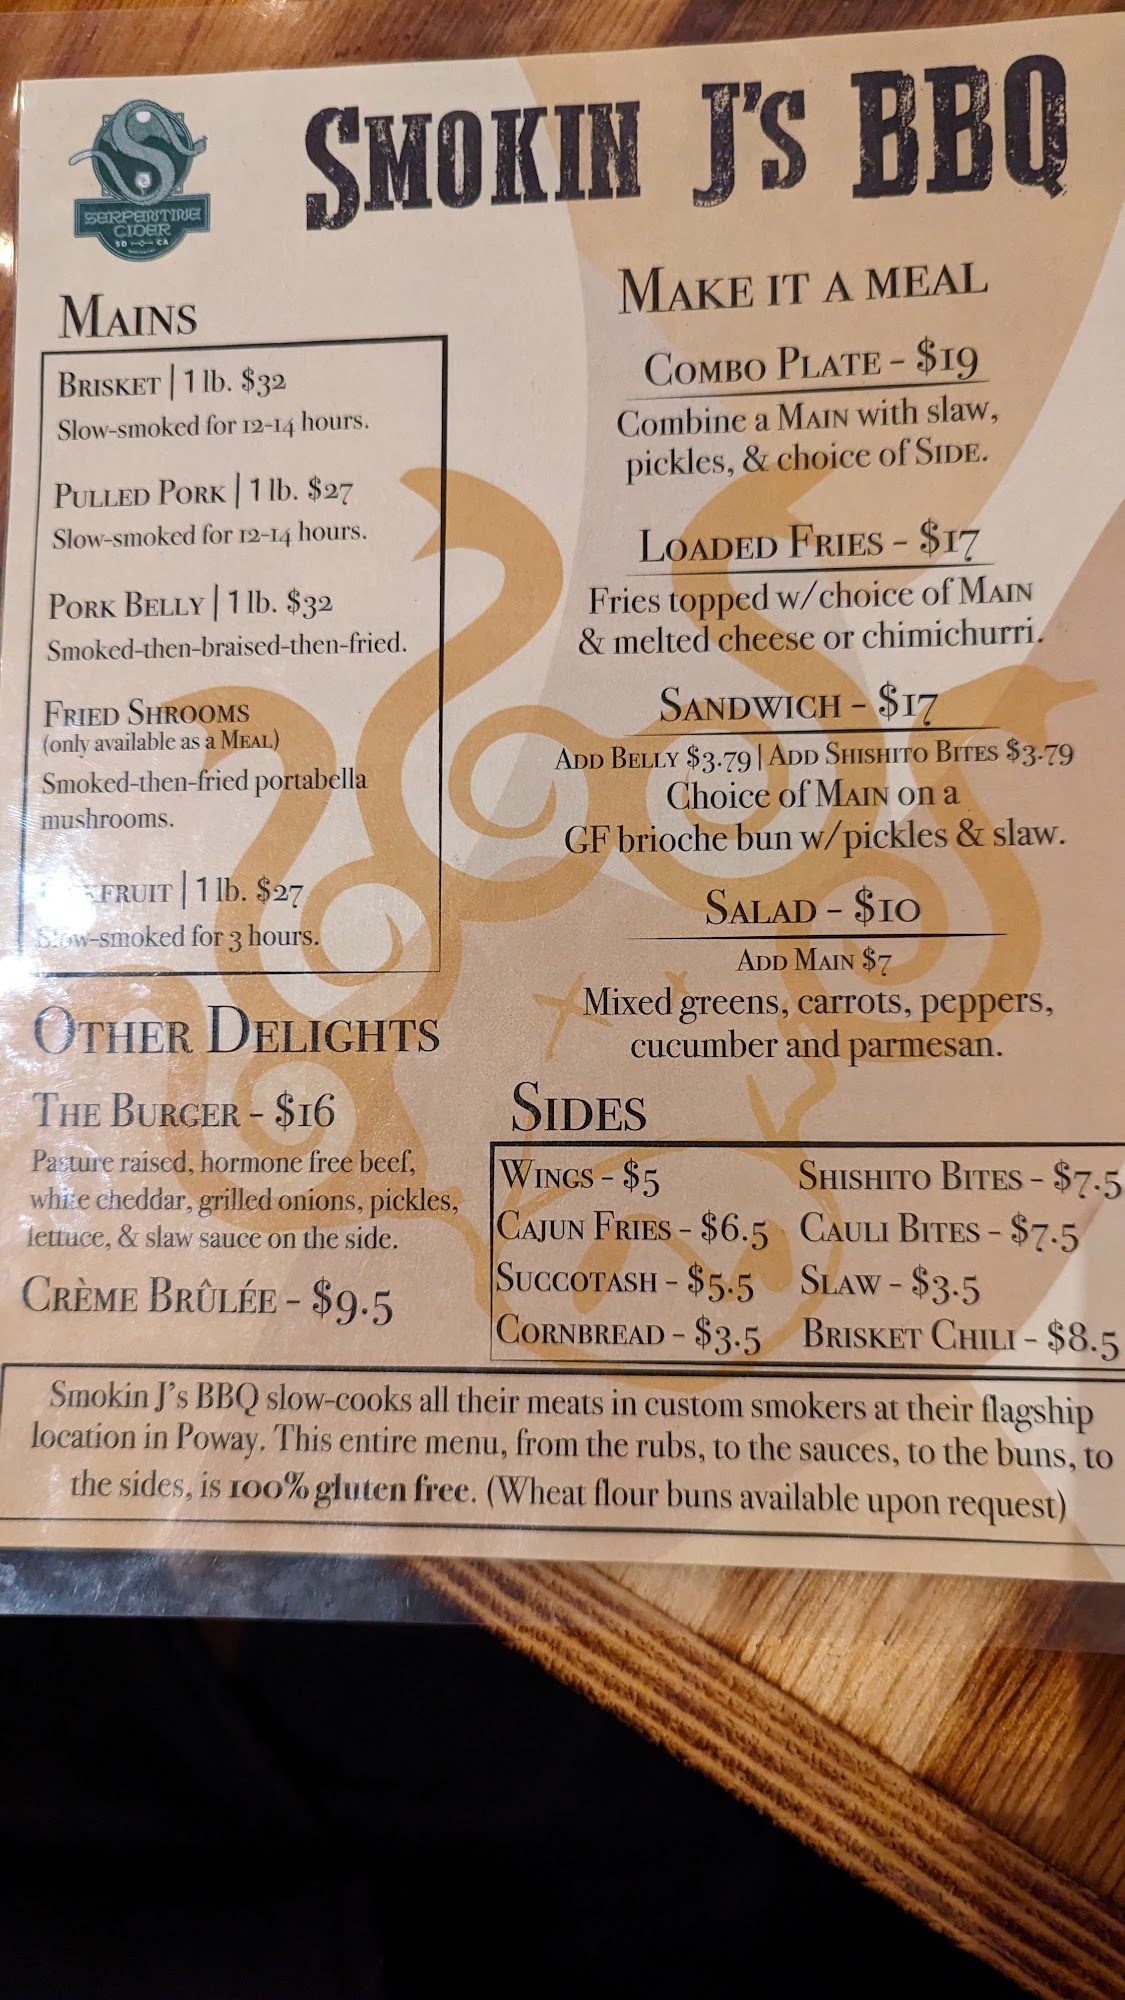 SERPENTINE
CIDER
SD CA
SMOKIN J'S BBQ
MAINS
BRISKET | 1 lb. $32
Slow-smoked for 12-14 hours.
PULLED PORK | 1 lb. $27
Slow-smoked for 12-14 hours.
PORK BELLY | 1 lb. $32
Smoked-then-braised-then-fried.
FRIED SHROOMS
(only available as a MEAL)
Smoked-then-fried portabella
mushrooms.
FRUIT | 1 lb. $27
Slow-smoked for 3 hours.
OTHER DELIGHTS
THE BURGER - $16
Pasture raised, hormone free beef,
white cheddar, grilled onions, pickles,
lettuce, & slaw sauce on the side.
CRÈME BRÛLÉE - $9.5
MAKE IT A MEAL
COMBO PLATE - $19
Combine a MAIN with slaw,
pickles, & choice of SIDE.
LOADED FRIES - $17
Fries topped w/choice of MAIN
& melted cheese or chimichurri.
SANDWICH - $17
ADD BELLY $3.79 | ADD SHISHITO BITES $3.79
Choice of MAIN on a
GF brioche bun w/pickles & slaw.
SALAD - $10
ADD MAIN $7
Mixed greens, carrots, peppers,
cucumber and parmesan.
SIDES
WINGS - $5 SHISHITO BITES - $7.5
CAJUN FRIES - $6.5 CAULI BITES - $7.5
SUCCOTASH - $5.5 SLAW - $3.5
CORNBREAD - $3.5 BRISKET CHILI - $8.5
Smokin J's BBQ slow-cooks all their meats in custom smokers at their flagship
location in Poway. This entire menu, from the rubs, to the sauces, to the buns, to
the sides, is 100% gluten free. (Wheat flour buns available upon request)